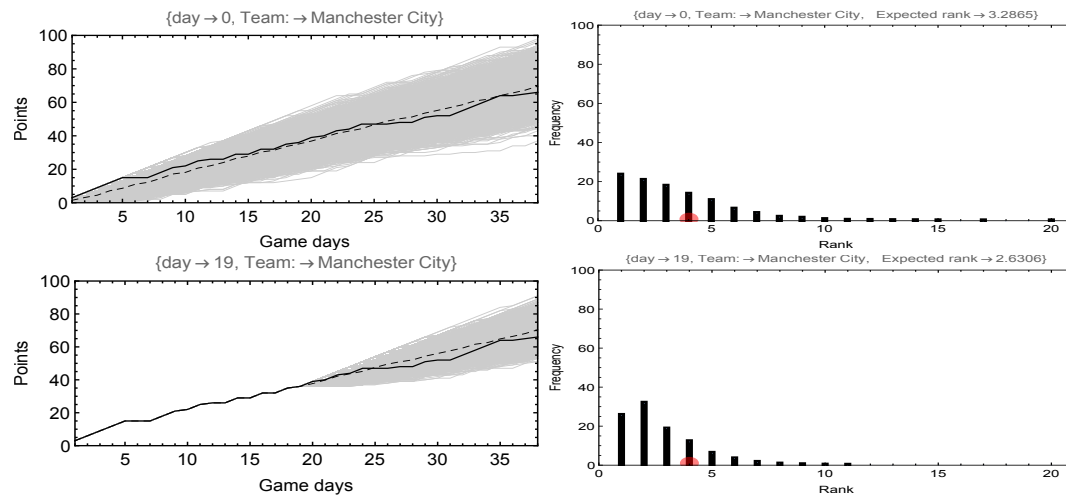 {day → 0, Team: → Manchester City}
100
80
60
40
20
0
Points
5 10 15 20 25 30 35
Game days
{day → 0, Team: → Manchester City, Expected rank → 3.2865}
100
80
60
40
20
0
Frequency
0 5 10 15 20
Rank
{day → 19, Team: → Manchester City}
100
80
60
40
20
0
Points
5 10 15 20 25 30 35
Game days
{day → 19, Team: → Manchester City, Expected rank → 2.6306}
100
80
60
40
20
0
Frequency
0 5 10 15 20
Rank